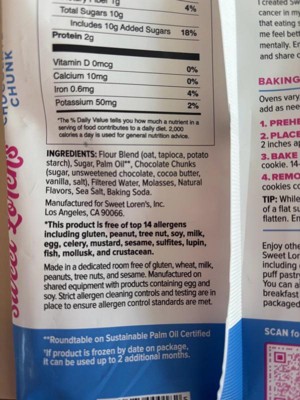 Dietary Fiber 1g
Total Sugars 10g 4%
Includes 10g Added Sugars 18%
Protein 2g
Vitamin D 0mcg 0%
Calcium 10mg 0%
Iron 0.6mg 4%
Potassium 50mg 2%
*The % Daily Value tells you how much a nutrient in a
serving of food contributes to a daily diet. 2,000
calories a day is used for general nutrition advice.
INGREDIENTS: Flour Blend (oat, tapioca, potato
starch), Sugar, Palm Oil**, Chocolate Chunks
(sugar, unsweetened chocolate, cocoa butter,
vanilla, salt), Filtered Water, Molasses, Natural
Flavors, Sea Salt, Baking Soda.
Manufactured for Sweet Loren's, Inc.
Los Angeles, CA 90066.
*This product is free of top 14 allergens
including gluten, peanut, tree nut, soy, milk,
egg, celery, mustard, sesame, sulfites, lupin,
fish, mollusk, and crustacean.
Made in a dedicated room free of gluten, wheat, milk,
peanuts, tree nuts, and sesame. Manufactured on
shared equipment with products containing egg and
soy. Strict allergen cleaning controls and testing are in
place to ensure allergen control standards are met.
**Roundtable on Sustainable Palm Oil Certified
*If product is frozen by date on package,
it can be used up to 2 additional months.
CHUNK
Sweet Loren's
I created Sw
cancer in my
that eating
me feel bett
mentally. En
and share c
BAKING
Ovens vary
add as nee
1. PREHE
2. PLACE
2 inches ap
3. BAKE
cookie, 14-
4. REMO
cookies co
TIP: While
of a flat su
flatten. En
Enjoy othe
Sweet Lor
including
puff pastry
You can a
breakfast
packaged
SCAN fo